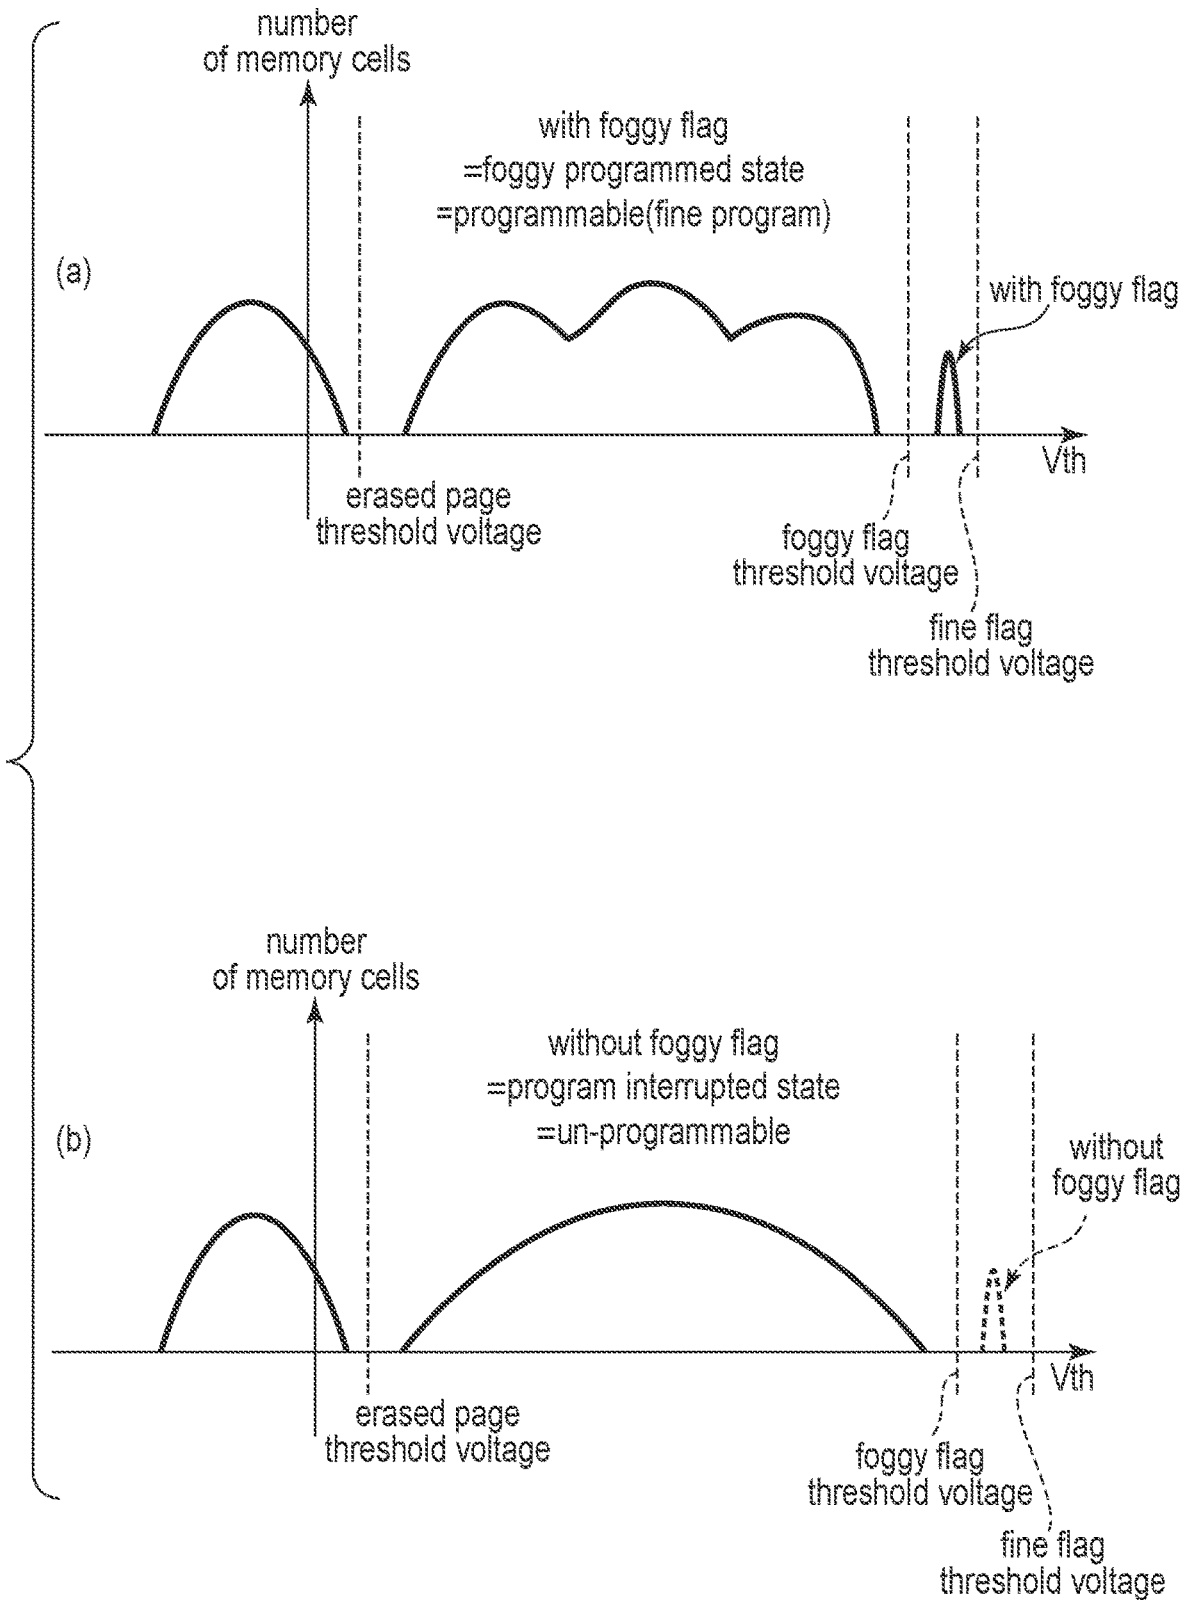 number
of memory cells
with foggy flag
=foggy programmed state
=programmable(fine program)
(a)
with foggy flag
Vth
erased page
threshold voltage
foggy flag
threshold voltage
fine flag
threshold voltage
number
of memory cells
without foggy flag
=program interrupted state
=un-programmable
(b)
without
foggy flag
Vth
erased page
threshold voltage
foggy flag
threshold voltage
fine flag
threshold voltage